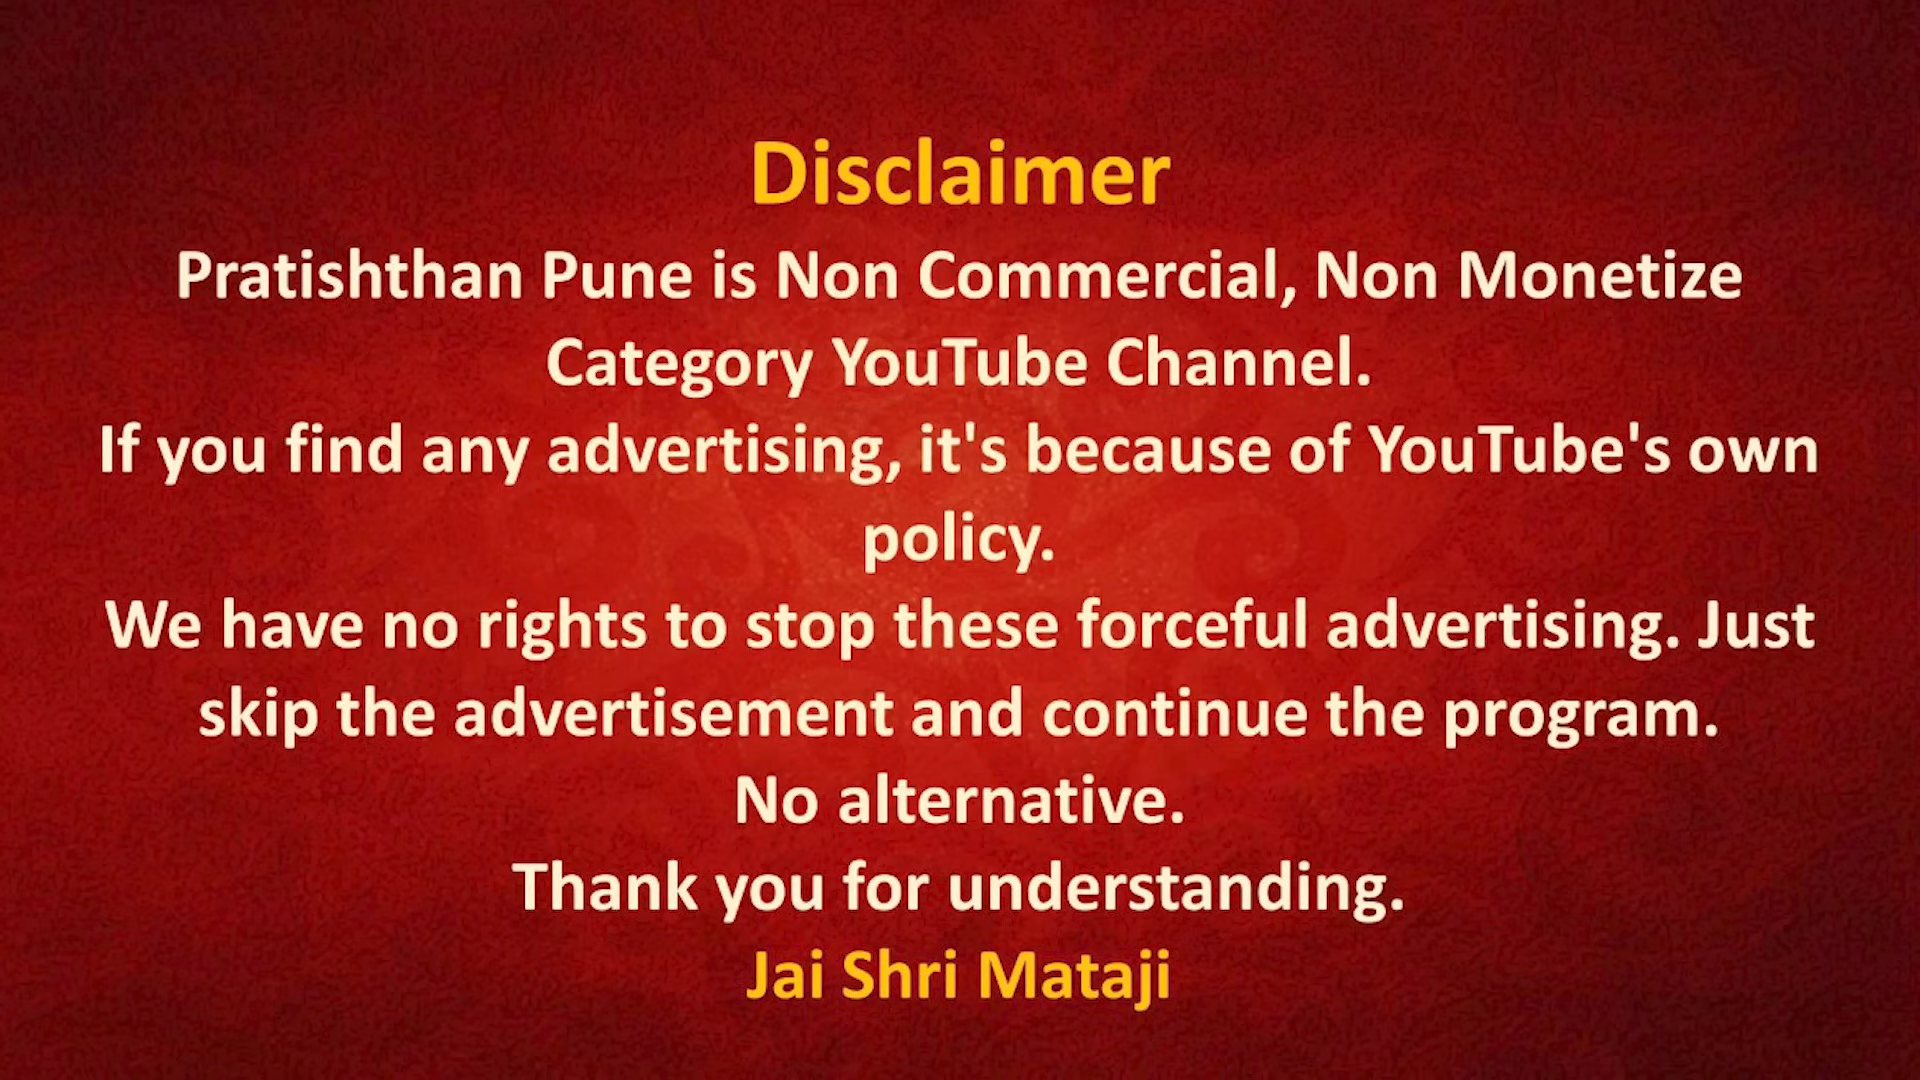 Disclaimer
Pratishthan Pune is Non Commercial, Non Monetize
Category YouTube Channel.
If you find any advertising, it's because of YouTube's own
policy.
We have no rights to stop these forceful advertising. Just
skip the advertisement and continue the program.
No alternative.
Thank you for understanding.
Jai Shri Mataji